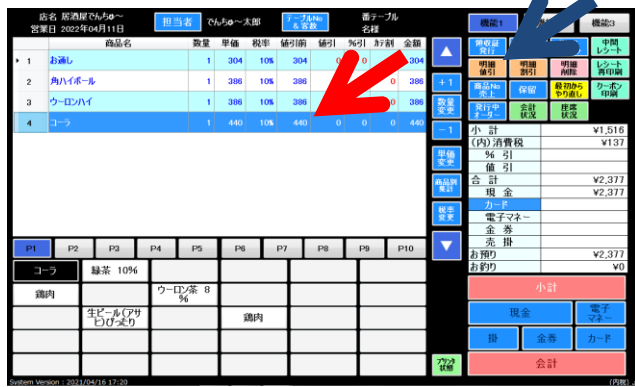 店名 居酒屋でんちゅ~
営業日 2022年04月11日
担当者 でんちゅ~太郎
テーブルNo
& 客数
番テーブル
名様
機能1 機能3
商品名 数量 単価 税率 値引前 値引 %引 カテ割 金額
1 お通し 1 304 10% 304 0 0 304
2 角ハイボール 1 386 10% 386 0 386
3 ウーロンハイ 1 386 10% 386 0 386
4 コーラ 1 440 10% 440 0 0 0 440
+1
数量
変更
-1
単価
変更
商品別
集計
税率
変更
領収証
発行
中間
レシート
明細
値引
明細
割引
明細
削除
レシート
再印刷
商品No
売上
保留
最初から
やり直し
クーポン
印刷
発行中
オーダー
会計
状況
座席
状況
小 計 ¥1,516
(内)消費税 ¥137
% 引
値 引
合 計 ¥2,377
現 金 ¥2,377
カード
電子マネー
金 券
売 掛
お預り ¥2,377
お釣り ¥0
P1 P2 P3 P4 P5 P6 P7 P8 P9 P10
コーラ 緑茶 10%
鶏肉 ウーロン茶 8
%
生ビール(アサ
ヒ)ぴったり 鶏肉
小計
現金
電子
マネー
掛 金券 カード
プリンタ
状態
会計
System Version : 2021/04/16 17:20 (内税)